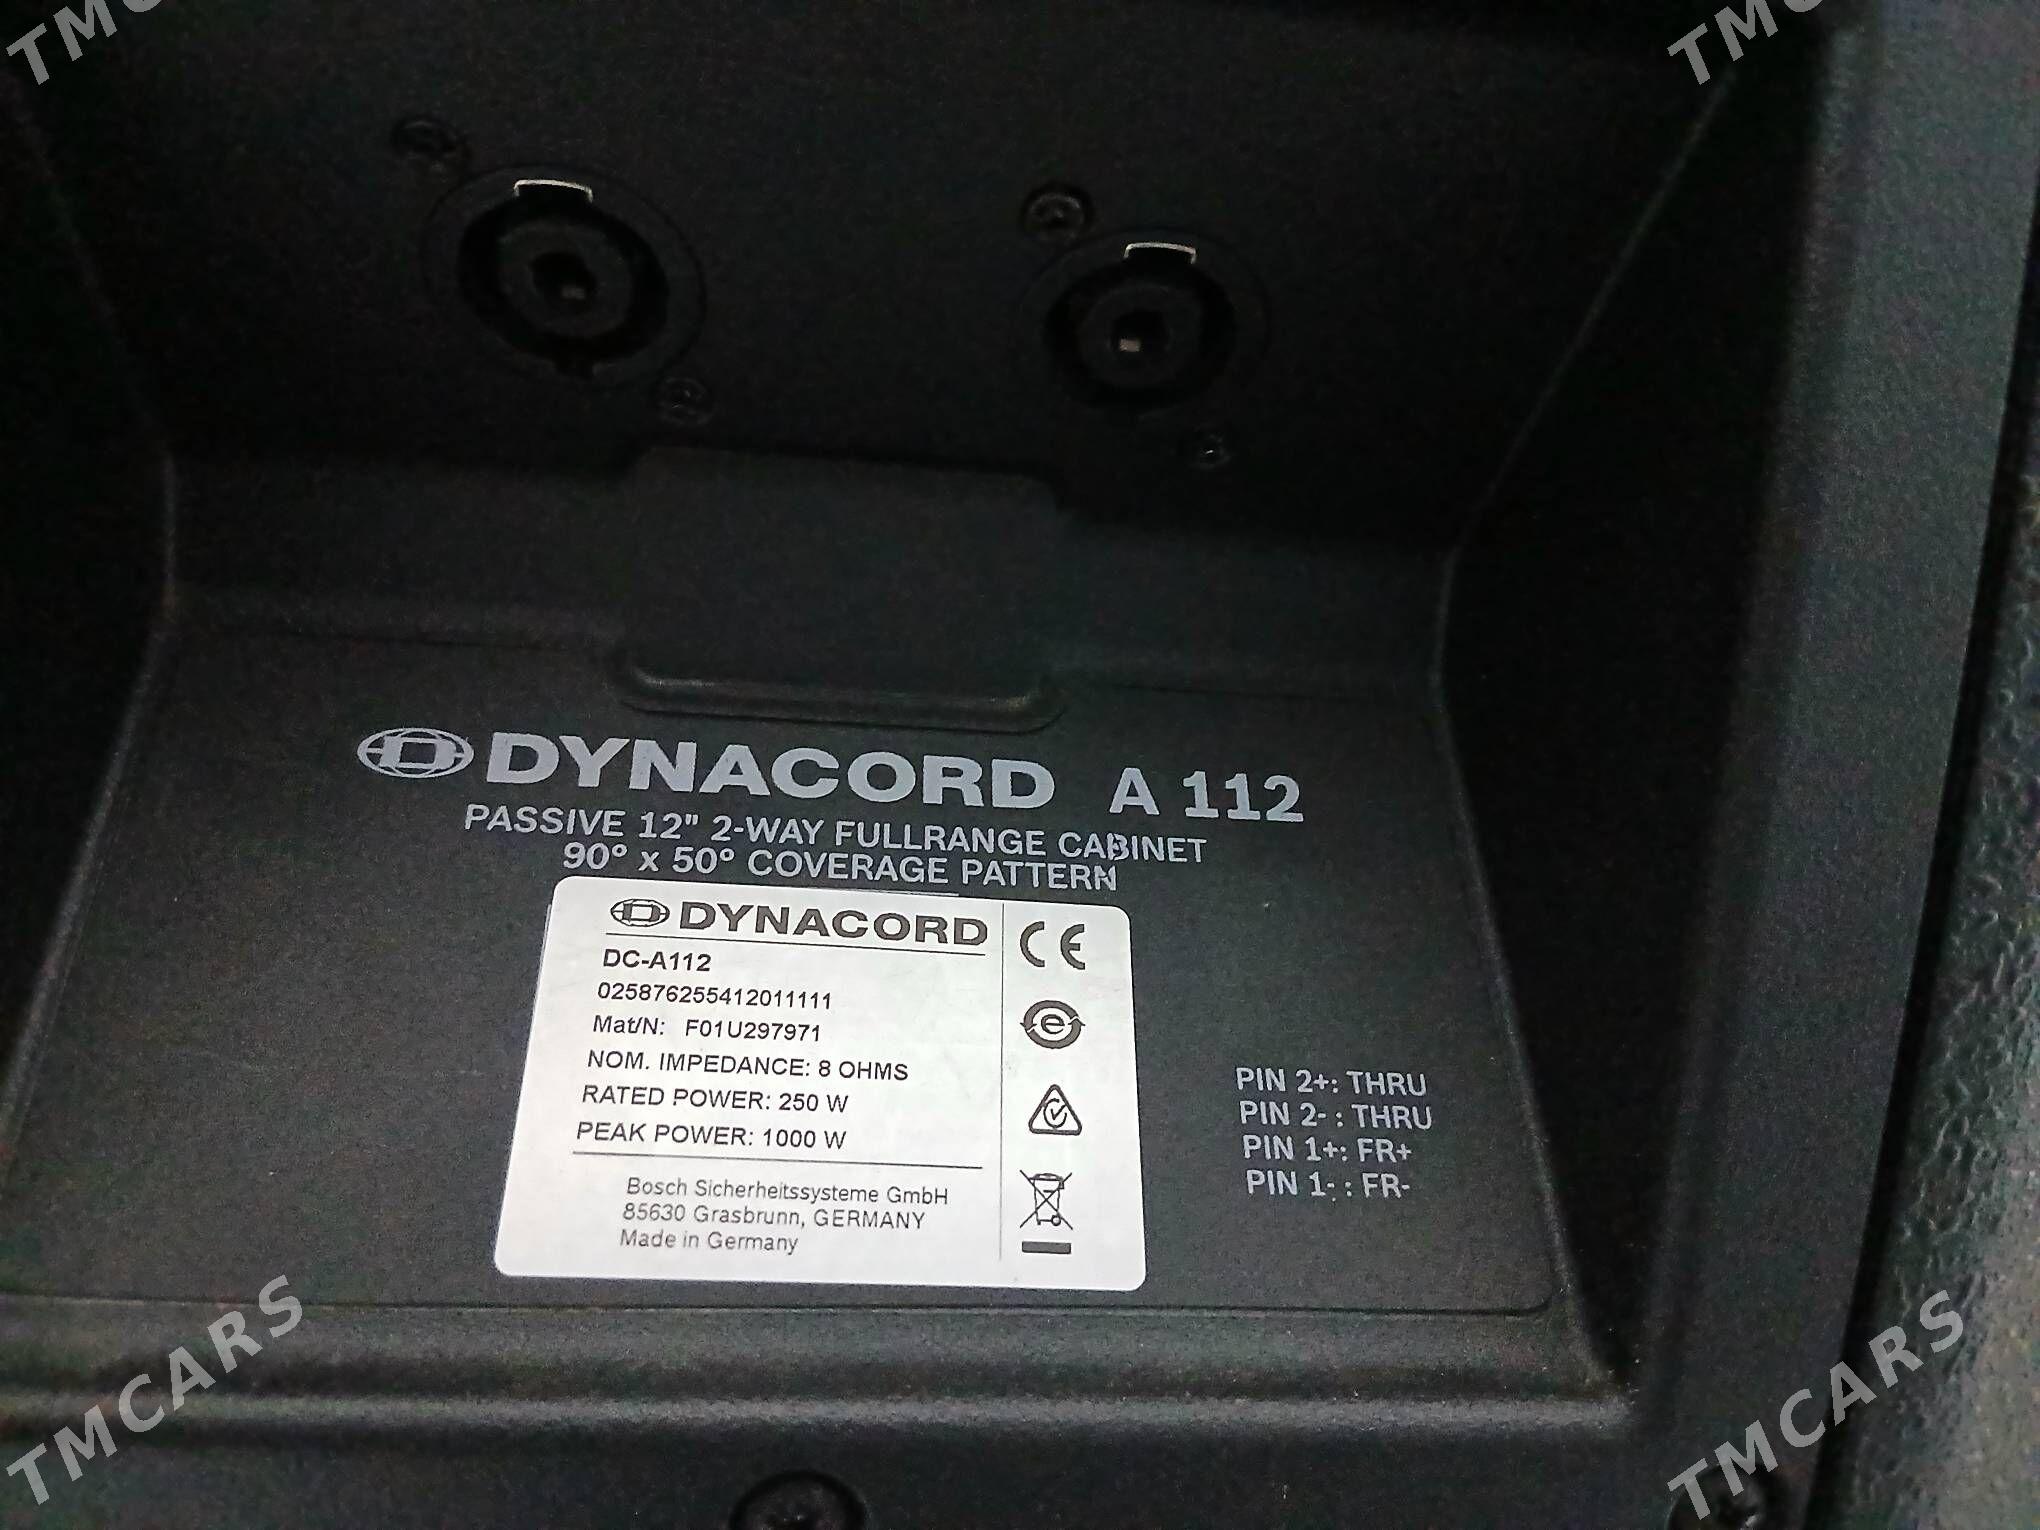 DYNACORD A 112
PASSIVE 12" 2-WAY FULLRANGE CABINET
90° x 50° COVERAGE PATTERN
DYNACORD
DC-A112
025876255412011111
Mat/N: F01U297971
NOM. IMPEDANCE: 8 OHMS
RATED POWER: 250 W
PEAK POWER: 1000 W
Bosch Sicherheitssysteme GmbH
85630 Grasbrunn, GERMANY
Made in Germany
CE
e
PIN 2+: THRU
PIN 2- : THRU
PIN 1+: FR+
PIN 1- : FR-
TMCARS
TMCARS